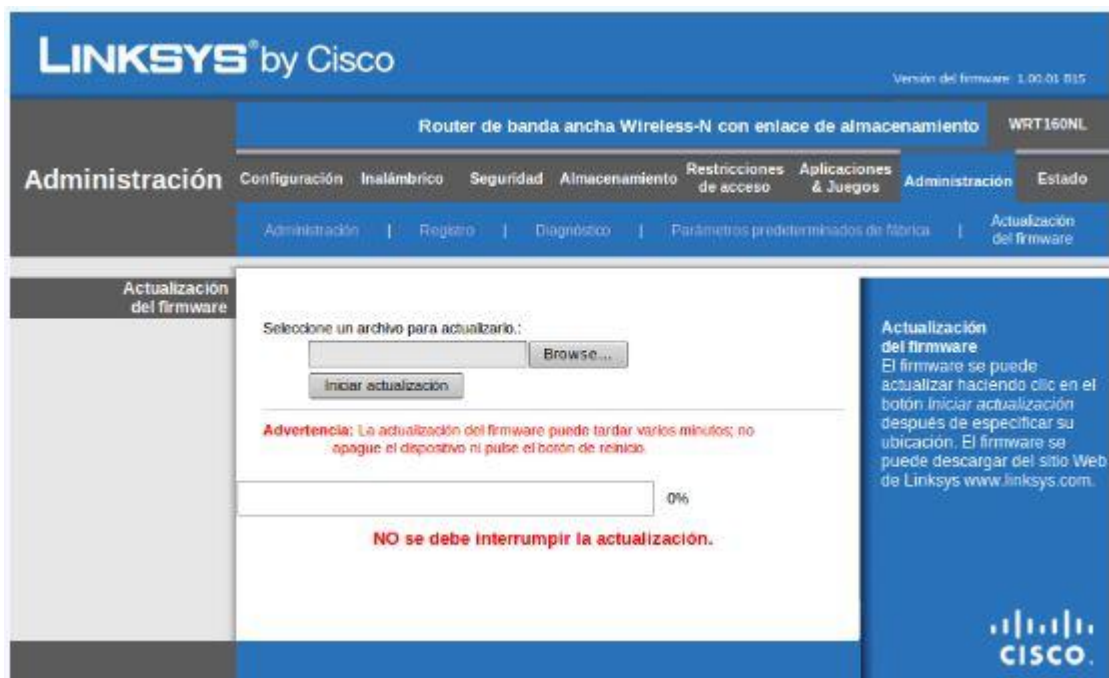 LINKSYS® by Cisco
Versión del firmware: 1.00.01 B15
Router de banda ancha Wireless-N con enlace de almacenamiento
WRT160NL
Administración
Configuración
Inalámbrico
Seguridad
Almacenamiento
Restricciones
de acceso
Aplicaciones
& Juegos
Administración
Estado
Administración | Registro | Diagnóstico | Parámetros predeterminados de fábrica |
Actualización
del firmware
Actualización
del firmware
Seleccione un archivo para actualizarlo.:
Browse...
Iniciar actualización
Advertencia: La actualización del firmware puede tardar varios minutos; no
apague el dispositivo ni pulse el botón de reinicio.
0%
NO se debe interrumpir la actualización.
Actualización
del firmware
El firmware se puede
actualizar haciendo clic en el
botón Iniciar actualización
después de especificar su
ubicación. El firmware se
puede descargar del sitio Web
de Linksys www.linksys.com.
CISCO.